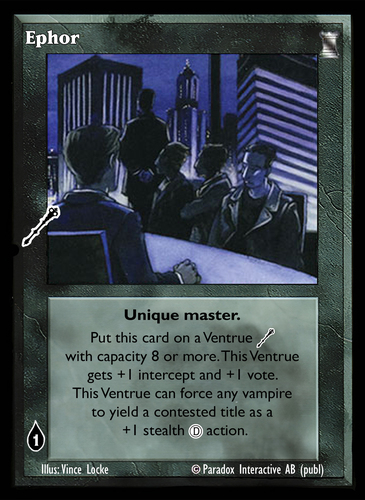 Ephor
Unique master.
Put this card on a Ventrue
with capacity 8 or more. This Ventrue
gets +1 intercept and +1 vote.
This Ventrue can force any vampire
to yield a contested title as a
+1 stealth Ⓓ action.
1
Illus: Vince Locke © Paradox Interactive AB (publ)